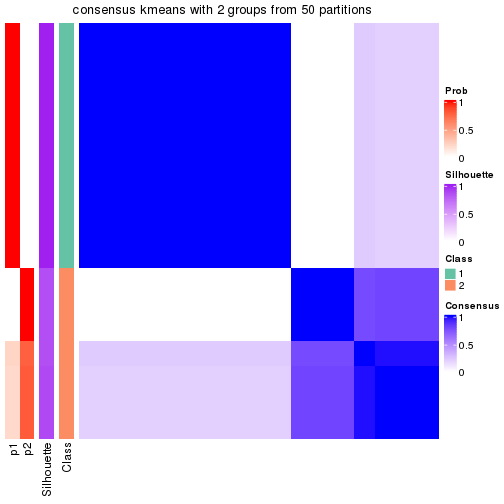 consensus kmeans with 2 groups from 50 partitions
Prob
1
0.5
0
Silhouette
1
0.5
0
Class
1
2
Consensus
1
0.5
0
p1
p2
Silhouette
Class